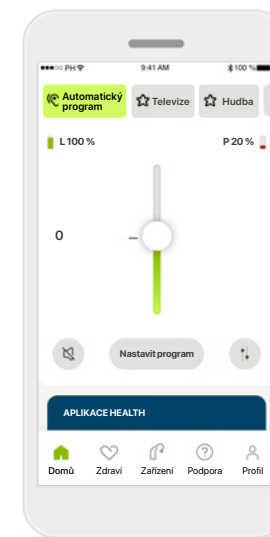 PH
9:41 AM
100 %
Automatický
program
Televize
Hudba
L 100 %
P 20 %
0
Nastavit program
APLIKACE HEALTH
Domů
Zdraví
Zařízení
Podpora
Profil